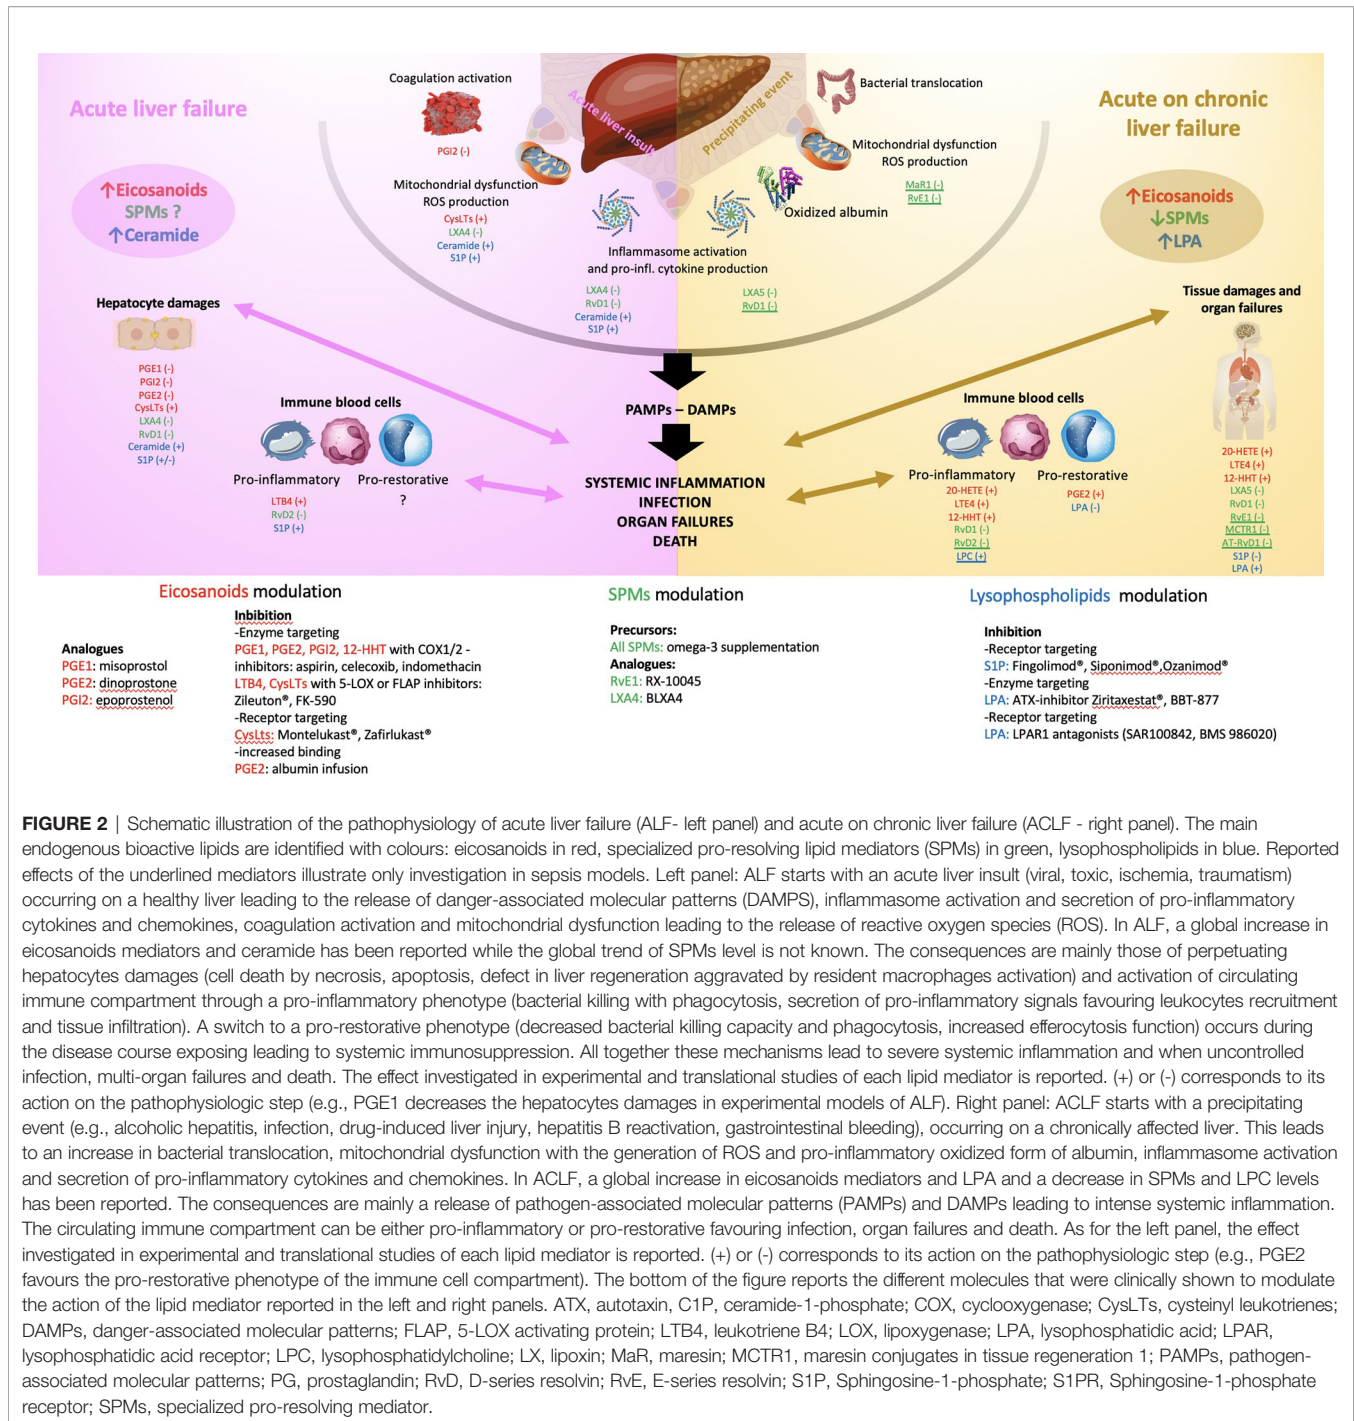 Acute liver failure
↑Eicosanoids
SPMs ?
↑Ceramide
Coagulation activation
PGI2 (-)
Mitochondrial dysfunction
ROS production
CysLTs (+)
LXA4 (-)
Ceramide (+)
S1P (+)
Acute liver insult
Precipitating event
Bacterial translocation
Mitochondrial dysfunction
ROS production
MaR1 (-)
RvE1 (-)
Oxidized albumin
Inflammasome activation
and pro-infl. cytokine production
LXA4 (-)
RvD1 (-)
Ceramide (+)
S1P (+)
LXA5 (-)
RvD1 (-)
Acute on chronic
liver failure
↑Eicosanoids
↓SPMs
↑LPA
Hepatocyte damages
PGE1 (-)
PGI2 (-)
PGE2 (-)
CysLTs (+)
LXA4 (-)
RvD1 (-)
Ceramide (+)
S1P (+/-)
Immune blood cells
Pro-inflammatory
LTB4 (+)
RvD2 (-)
S1P (+)
Pro-restorative
?
PAMPs – DAMPs
SYSTEMIC INFLAMMATION
INFECTION
ORGAN FAILURES
DEATH
Immune blood cells
Pro-inflammatory
20-HETE (+)
LTE4 (+)
12-HHT (+)
RvD1 (-)
RvD2 (-)
LPC (+)
Pro-restorative
PGE2 (+)
LPA (-)
Tissue damages and
organ failures
20-HETE (+)
LTE4 (+)
12-HHT (+)
LXA5 (-)
RvD1 (-)
RvE1 (-)
MCTR1 (-)
AT-RvD1 (-)
S1P (-)
LPA (+)
Eicosanoids modulation
Analogues
PGE1: misoprostol
PGE2: dinoprostone
PGI2: epoprostenol
Inbibition
-Enzyme targeting
PGE1, PGE2, PGI2, 12-HHT with COX1/2 -
inhibitors: aspirin, celecoxib, indomethacin
LTB4, CysLTs with 5-LOX or FLAP inhibitors:
Zileuton®, FK-590
-Receptor targeting
CysLts: Montelukast®, Zafirlukast®
-increased binding
PGE2: albumin infusion
SPMs modulation
Precursors:
All SPMs: omega-3 supplementation
Analogues:
RvE1: RX-10045
LXA4: BLXA4
Lysophospholipids modulation
Inhibition
-Receptor targeting
S1P: Fingolimod®, Siponimod®,Ozanimod®
-Enzyme targeting
LPA: ATX-inhibitor Ziritaxestat®, BBT-877
-Receptor targeting
LPA: LPAR1 antagonists (SAR100842, BMS 986020)
FIGURE 2 | Schematic illustration of the pathophysiology of acute liver failure (ALF- left panel) and acute on chronic liver failure (ACLF - right panel). The main
endogenous bioactive lipids are identified with colours: eicosanoids in red, specialized pro-resolving lipid mediators (SPMs) in green, lysophospholipids in blue. Reported
effects of the underlined mediators illustrate only investigation in sepsis models. Left panel: ALF starts with an acute liver insult (viral, toxic, ischemia, traumatism)
occurring on a healthy liver leading to the release of danger-associated molecular patterns (DAMPS), inflammasome activation and secretion of pro-inflammatory
cytokines and chemokines, coagulation activation and mitochondrial dysfunction leading to the release of reactive oxygen species (ROS). In ALF, a global increase in
eicosanoids mediators and ceramide has been reported while the global trend of SPMs level is not known. The consequences are mainly those of perpetuating
hepatocytes damages (cell death by necrosis, apoptosis, defect in liver regeneration aggravated by resident macrophages activation) and activation of circulating
immune compartment through a pro-inflammatory phenotype (bacterial killing with phagocytosis, secretion of pro-inflammatory signals favouring leukocytes recruitment
and tissue infiltration). A switch to a pro-restorative phenotype (decreased bacterial killing capacity and phagocytosis, increased efferocytosis function) occurs during
the disease course exposing leading to systemic immunosuppression. All together these mechanisms lead to severe systemic inflammation and when uncontrolled
infection, multi-organ failures and death. The effect investigated in experimental and translational studies of each lipid mediator is reported. (+) or (-) corresponds to its
action on the pathophysiologic step (e.g., PGE1 decreases the hepatocytes damages in experimental models of ALF). Right panel: ACLF starts with a precipitating
event (e.g., alcoholic hepatitis, infection, drug-induced liver injury, hepatitis B reactivation, gastrointestinal bleeding), occurring on a chronically affected liver. This leads
to an increase in bacterial translocation, mitochondrial dysfunction with the generation of ROS and pro-inflammatory oxidized form of albumin, inflammasome activation
and secretion of pro-inflammatory cytokines and chemokines. In ACLF, a global increase in eicosanoids mediators and LPA and a decrease in SPMs and LPC levels
has been reported. The consequences are mainly a release of pathogen-associated molecular patterns (PAMPs) and DAMPs leading to intense systemic inflammation.
The circulating immune compartment can be either pro-inflammatory or pro-restorative favouring infection, organ failures and death. As for the left panel, the effect
investigated in experimental and translational studies of each lipid mediator is reported. (+) or (-) corresponds to its action on the pathophysiologic step (e.g., PGE2
favours the pro-restorative phenotype of the immune cell compartment). The bottom of the figure reports the different molecules that were clinically shown to modulate
the action of the lipid mediator reported in the left and right panels. ATX, autotaxin, C1P, ceramide-1-phosphate; COX, cyclooxygenase; CysLTs, cysteinyl leukotrienes;
DAMPs, danger-associated molecular patterns; FLAP, 5-LOX activating protein; LTB4, leukotriene B4; LOX, lipoxygenase; LPA, lysophosphatidic acid; LPAR,
lysophosphatidic acid receptor; LPC, lysophosphatidylcholine; LX, lipoxin; MaR, maresin; MCTR1, maresin conjugates in tissue regeneration 1; PAMPs, pathogen-
associated molecular patterns; PG, prostaglandin; RvD, D-series resolvin; RvE, E-series resolvin; S1P, Sphingosine-1-phosphate; S1PR, Sphingosine-1-phosphate
receptor; SPMs, specialized pro-resolving mediator.